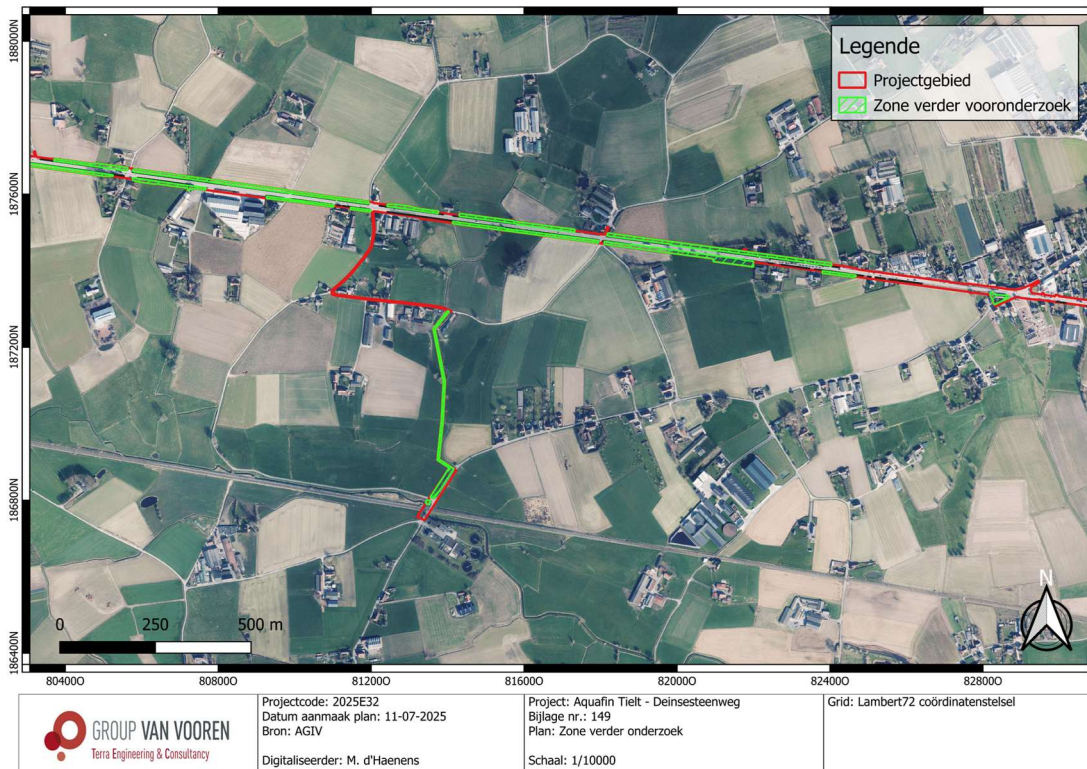 Legende
Projectgebied
Zone verder vooronderzoek
188000N
187600N
187200N
186800N
186400N
N
0 250 500 m
804000 808000 812000 816000 820000 824000 828000
GROUP VAN VOOREN
Terra Engineering & Consultancy
Projectcode: 2025E32
Datum aanmaak plan: 11-07-2025
Bron: AGIV
Digitaliseerder: M. d'Haenens
Project: Aquafin Tielt - Deinsesteenweg
Bijlage nr.: 149
Plan: Zone verder onderzoek
Schaal: 1/10000
Grid: Lambert72 coördinatenstelsel